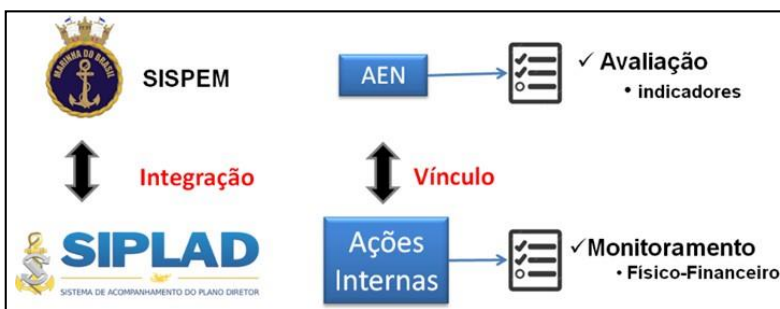 MARINHA DO BRASIL
SISPEM
AEN
✓ Avaliação
• indicadores
Integração
Vínculo
SIPLAD
SISTEMA DE ACOMPANHAMENTO DO PLANO DIRETOR
Ações
Internas
✓Monitoramento
• Físico-Financeiro